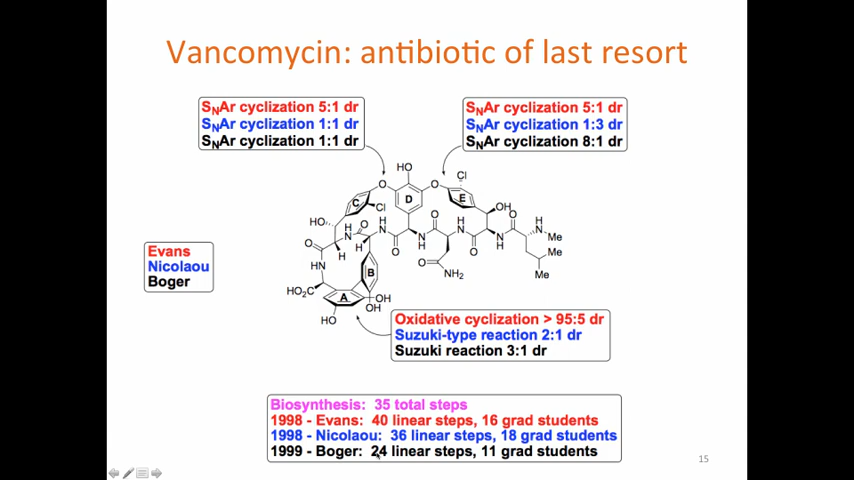 Vancomycin: antibiotic of last resort
SNAr cyclization 5:1 dr
SNAr cyclization 1:1 dr
SNAr cyclization 1:1 dr
SNAr cyclization 5:1 dr
SNAr cyclization 1:3 dr
SNAr cyclization 8:1 dr
HO
Cl
O
D
O
C
Cl
E
OH
HO
O
H
N
O
H
N
O
H
N
O
H
N
Me
O
N
H
H
H
N
H
O
N
H
O
N
H
Me
HN
B
O
NH2
Me
HO2C
A
OH
OH
HO
Evans
Nicolaou
Boger
Oxidative cyclization > 95:5 dr
Suzuki-type reaction 2:1 dr
Suzuki reaction 3:1 dr
Biosynthesis: 35 total steps
1998 - Evans: 40 linear steps, 16 grad students
1998 - Nicolaou: 36 linear steps, 18 grad students
1999 - Boger: 24 linear steps, 11 grad students
15